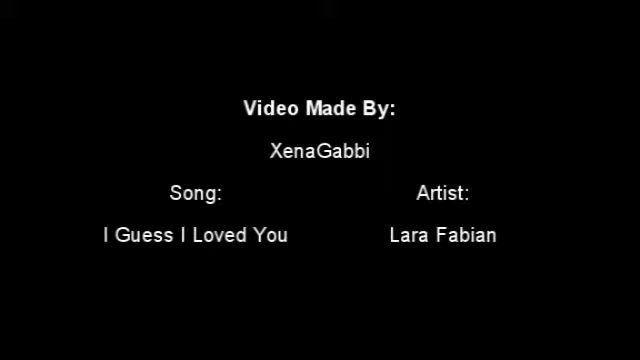 Video Made By:
XenaGabbi
Song: Artist:
I Guess I Loved You Lara Fabian